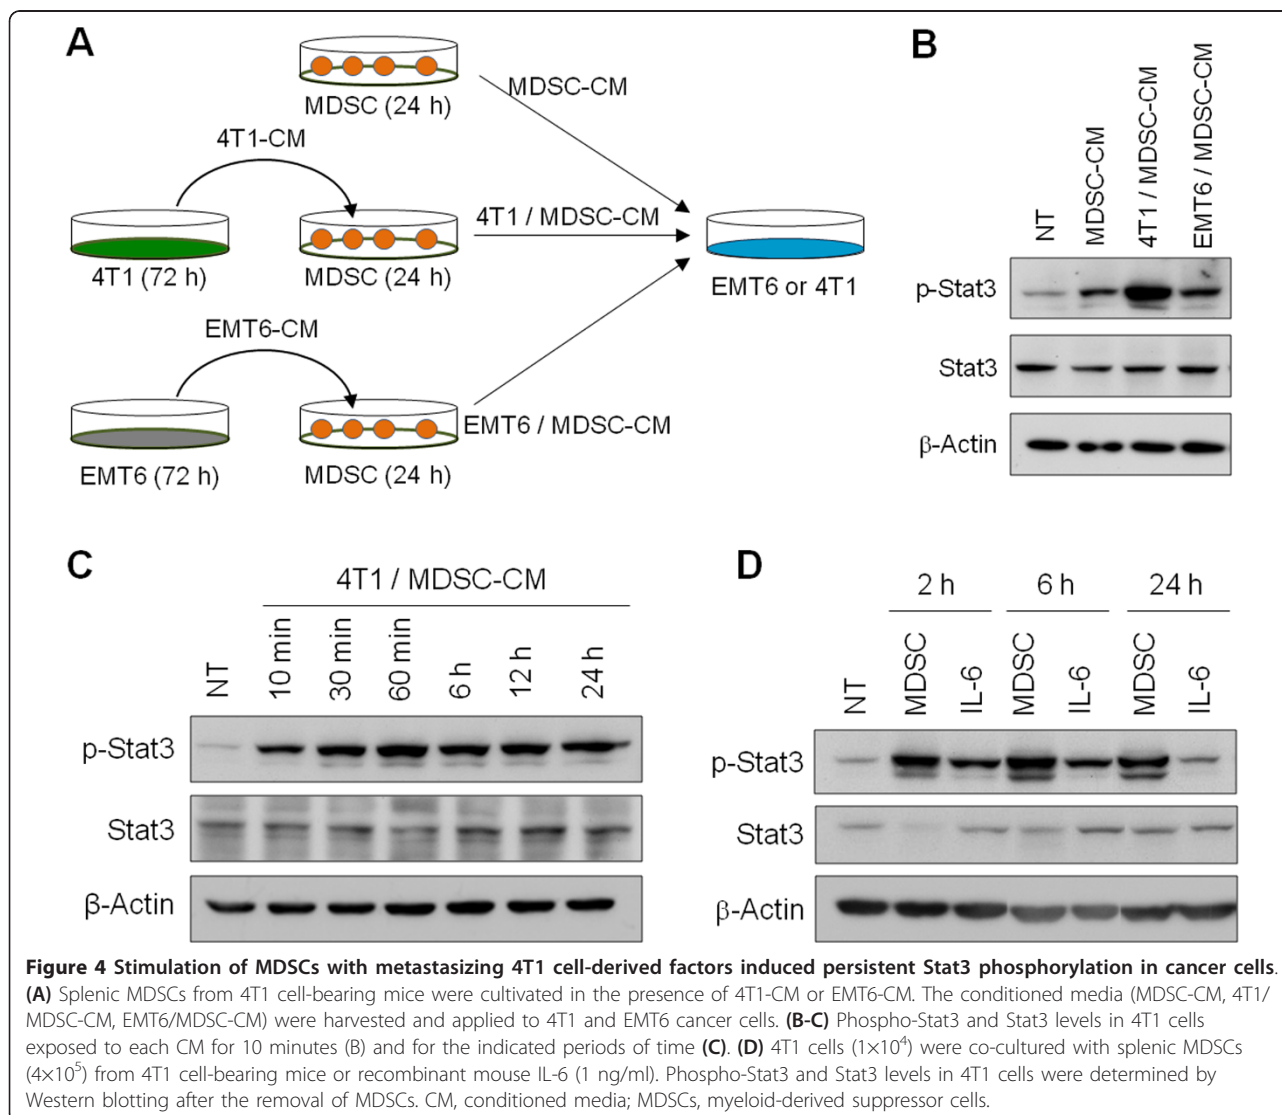 A
MDSC (24 h)
MDSC-CM
4T1-CM
4T1 (72 h)
MDSC (24 h)
4T1 / MDSC-CM
EMT6 or 4T1
EMT6-CM
EMT6 (72 h)
MDSC (24 h)
EMT6 / MDSC-CM
B
NT
MDSC-CM
4T1 / MDSC-CM
EMT6 / MDSC-CM
p-Stat3
Stat3
β-Actin
C
4T1 / MDSC-CM
NT
10 min
30 min
60 min
6 h
12 h
24 h
p-Stat3
Stat3
β-Actin
D
2 h
6 h
24 h
NT
MDSC
IL-6
MDSC
IL-6
MDSC
IL-6
p-Stat3
Stat3
β-Actin
Figure 4 Stimulation of MDSCs with metastasizing 4T1 cell-derived factors induced persistent Stat3 phosphorylation in cancer cells.
(A) Splenic MDSCs from 4T1 cell-bearing mice were cultivated in the presence of 4T1-CM or EMT6-CM. The conditioned media (MDSC-CM, 4T1/
MDSC-CM, EMT6/MDSC-CM) were harvested and applied to 4T1 and EMT6 cancer cells. (B-C) Phospho-Stat3 and Stat3 levels in 4T1 cells
exposed to each CM for 10 minutes (B) and for the indicated periods of time (C). (D) 4T1 cells (1×10⁴) were co-cultured with splenic MDSCs
(4×10⁵) from 4T1 cell-bearing mice or recombinant mouse IL-6 (1 ng/ml). Phospho-Stat3 and Stat3 levels in 4T1 cells were determined by
Western blotting after the removal of MDSCs. CM, conditioned media; MDSCs, myeloid-derived suppressor cells.